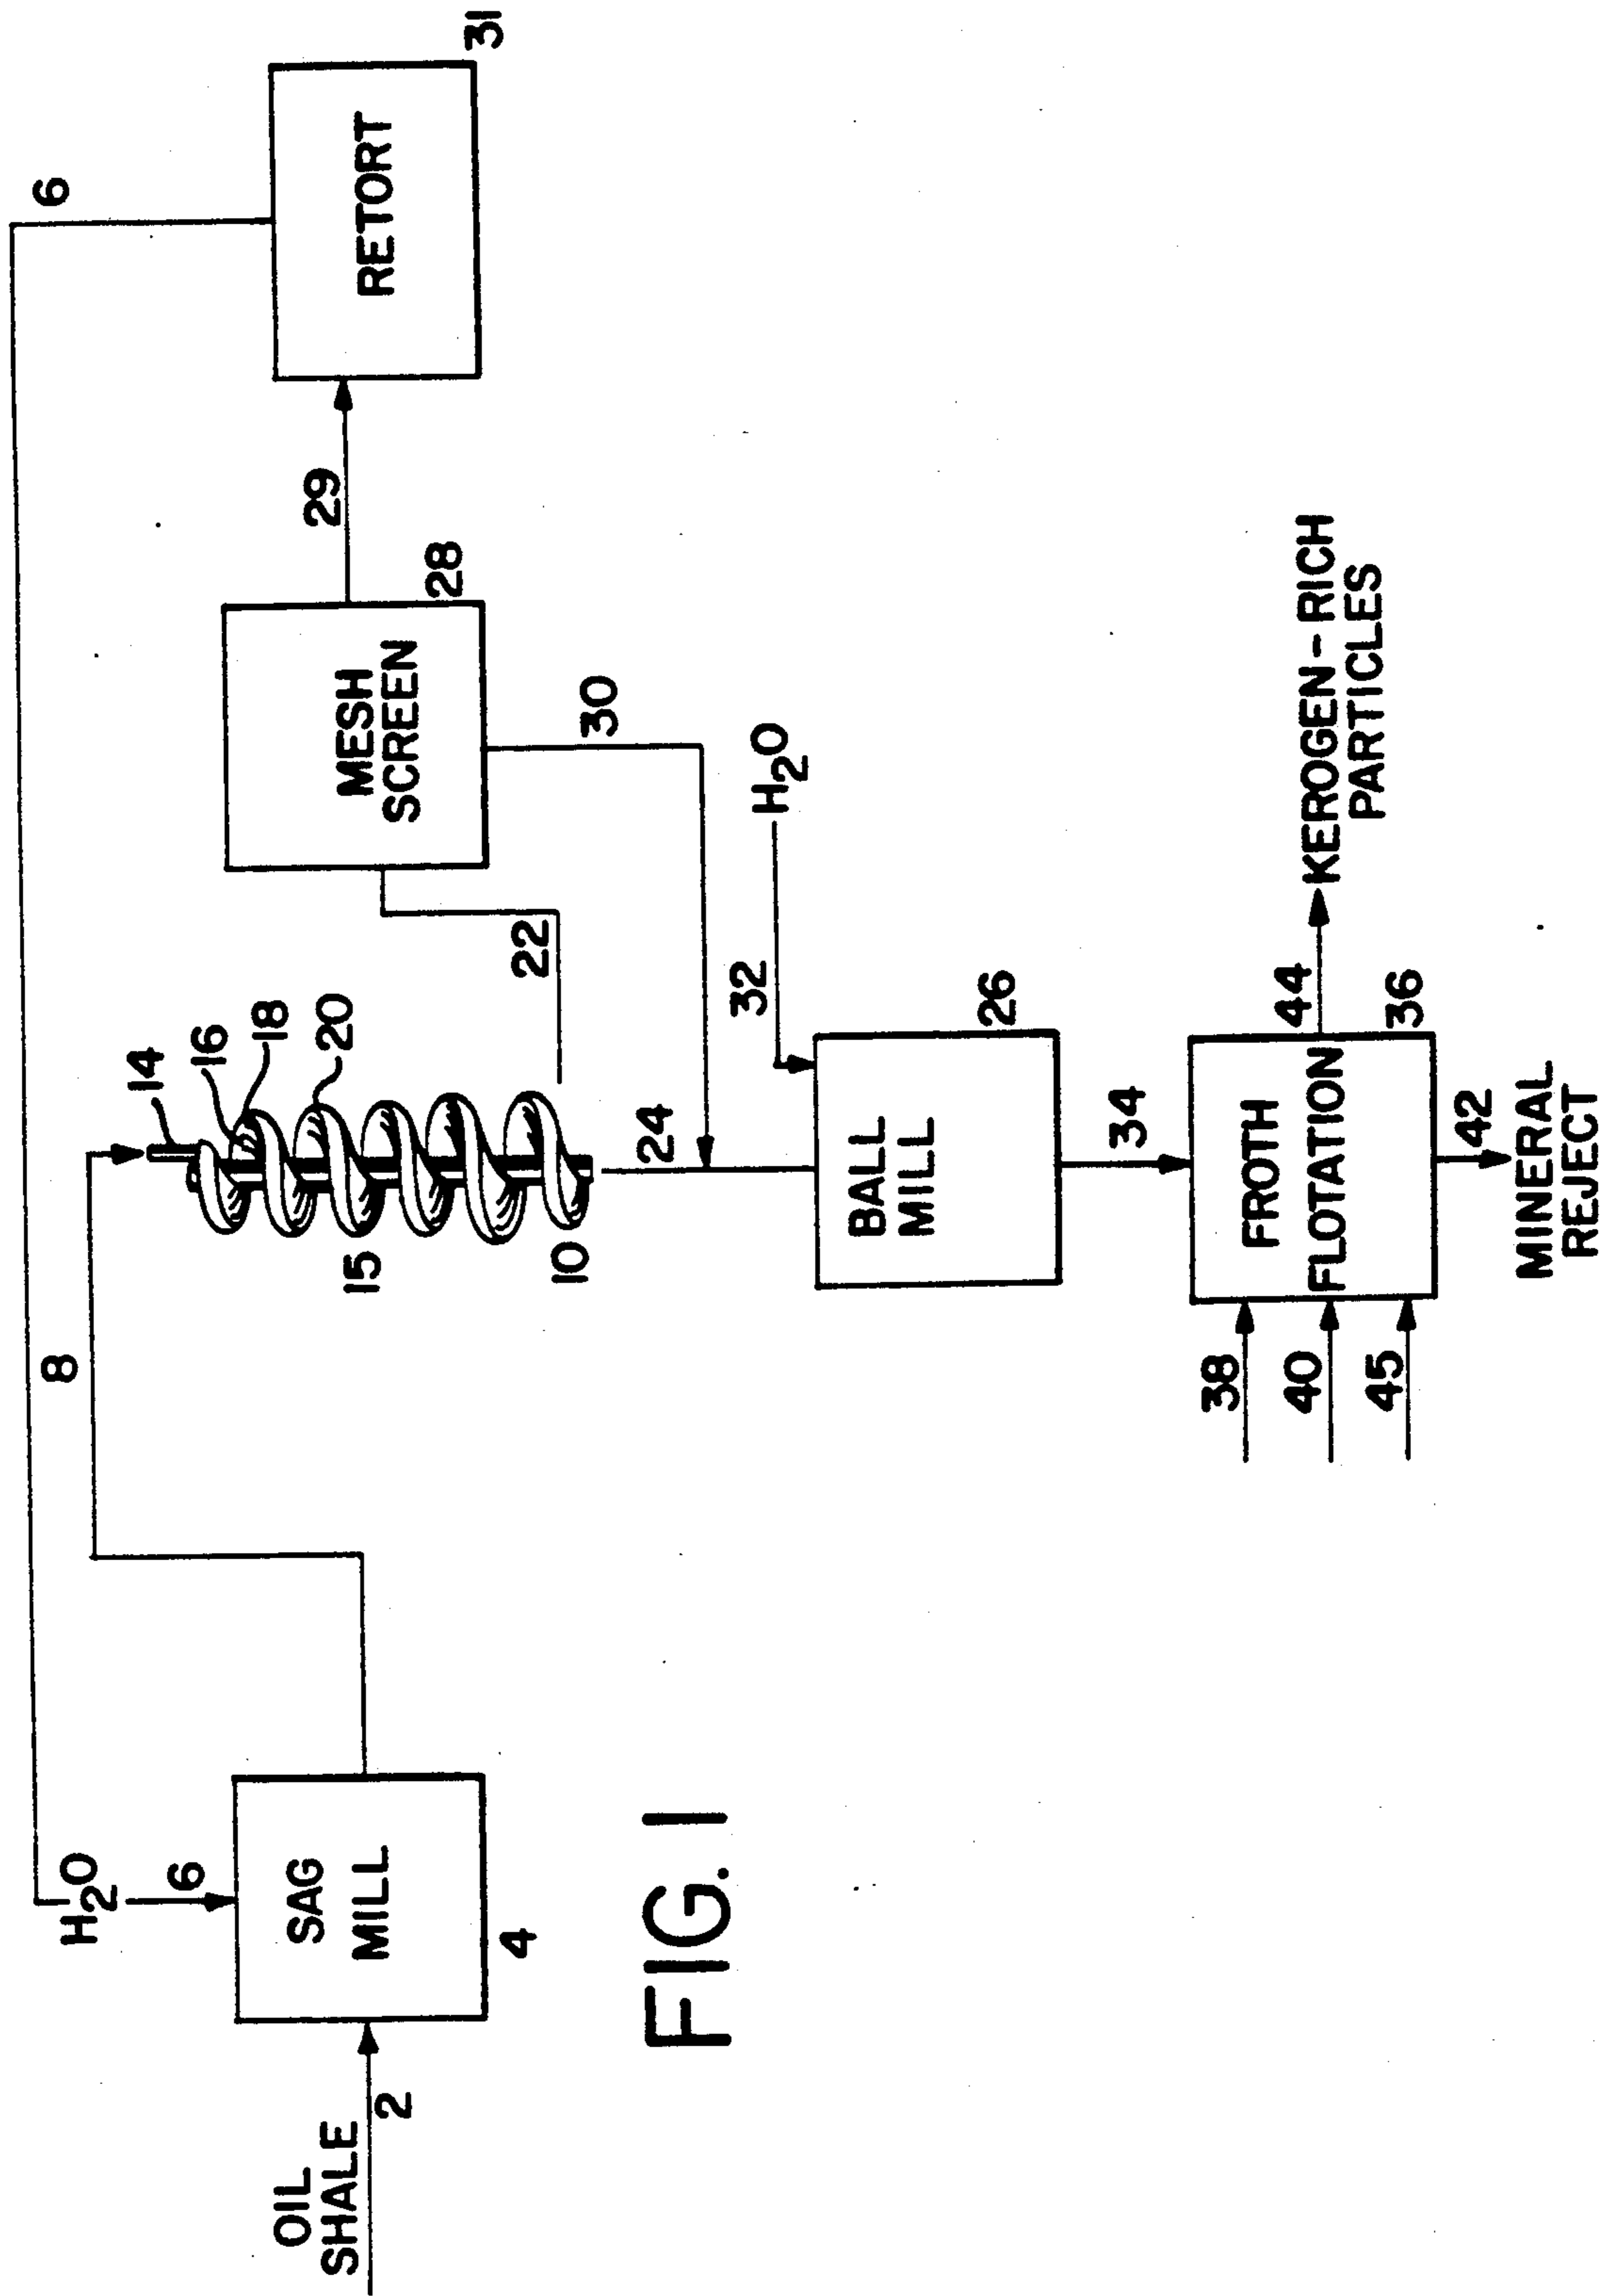 6
8
H2O
6
OIL
SHALE
2
SAG
MILL
4
14
16
18
20
15
10
22
MESH
SCREEN
28
29
RETORT
31
30
24
32
H2O
BALL
MILL
26
34
FROTH
FLOTATION
36
38
40
45
44
KEROGEN-RICH
PARTICLES
42
MINERAL
REJECT
FIG. 1